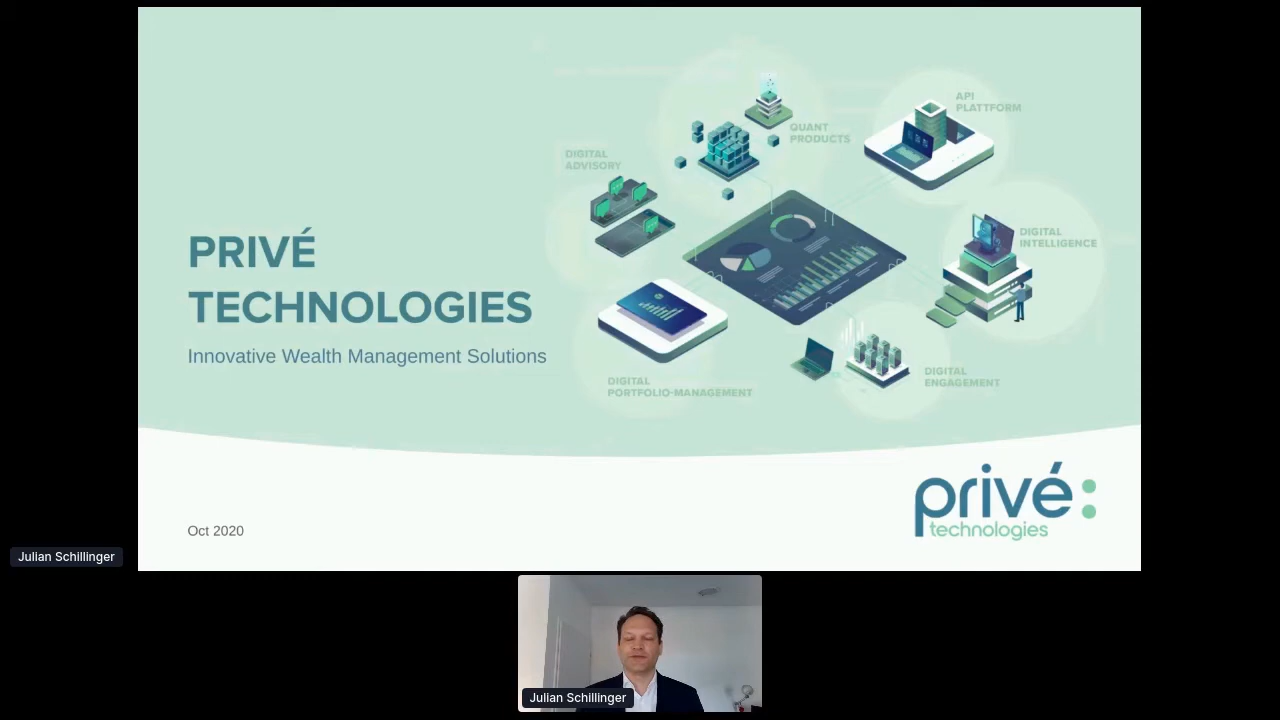 PRIVÉ
TECHNOLOGIES
Innovative Wealth Management Solutions
DIGITAL
ADVISORY
QUANT
PRODUCTS
API
PLATTFORM
DIGITAL
INTELLIGENCE
DIGITAL
PORTFOLIO-MANAGEMENT
DIGITAL
ENGAGEMENT
Oct 2020
privé:
technologies
Julian Schillinger
Julian Schillinger